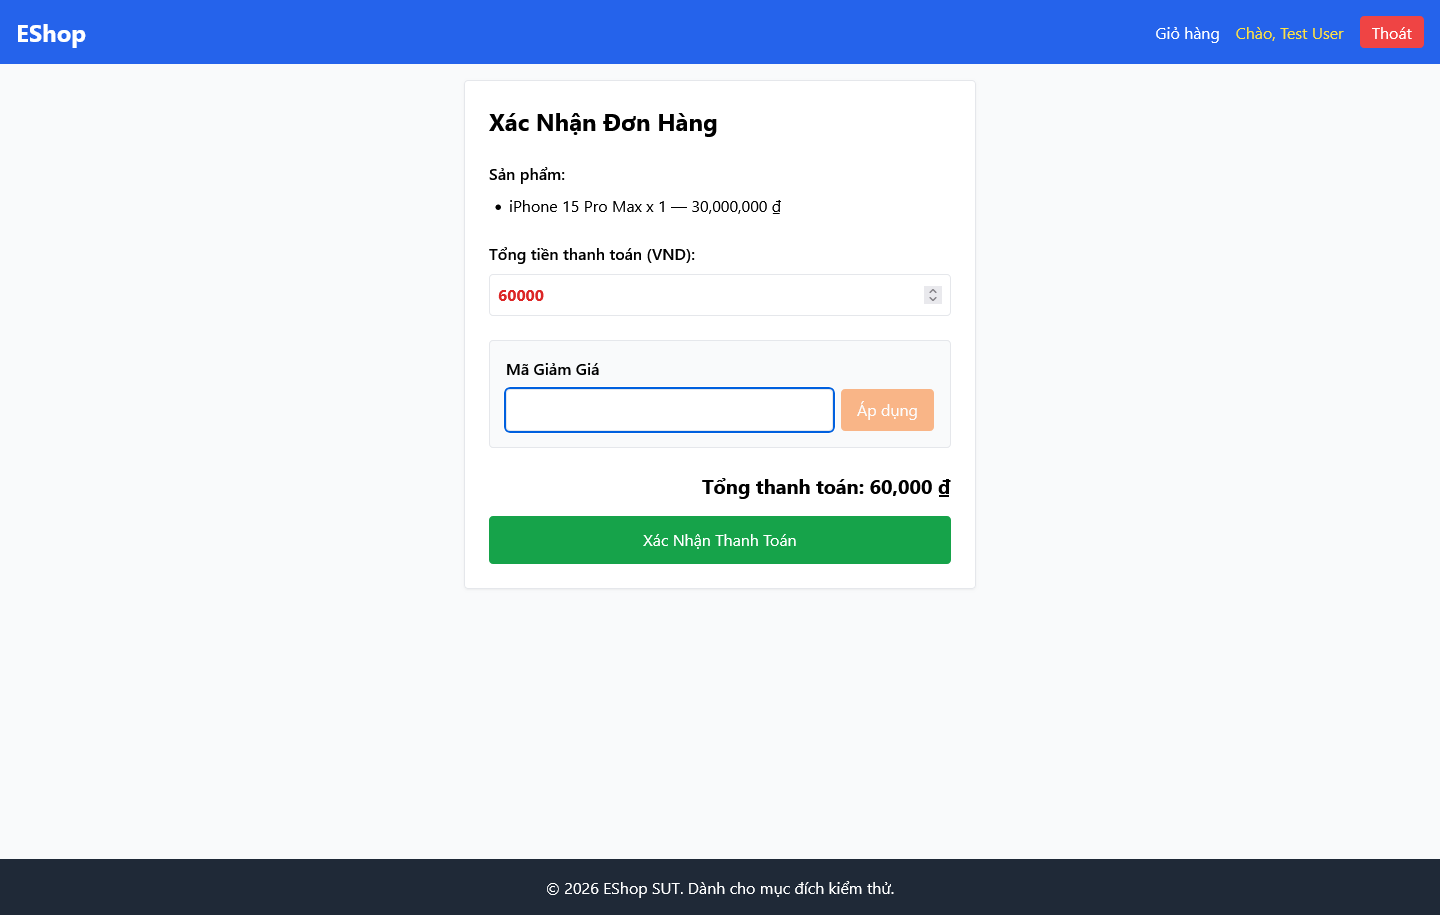 EShop
Giỏ hàng Chào, Test User Thoát
Xác Nhận Đơn Hàng
Sản phẩm:
• iPhone 15 Pro Max x 1 — 30,000,000 ₫
Tổng tiền thanh toán (VND):
60000
Mã Giảm Giá
Áp dụng
Tổng thanh toán: 60,000 ₫
Xác Nhận Thanh Toán
© 2026 EShop SUT. Dành cho mục đích kiểm thử.